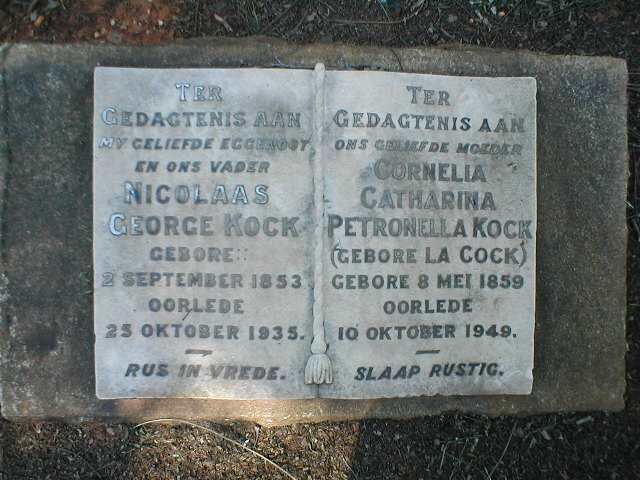 TER
GEDAGTENIS AAN
MY GELIEFDE EGGENOOT
EN ONS VADER
NICOLAAS
GEORGE KOCK
GEBORE::
2 SEPTEMBER 1853
OORLEDE
25 OKTOBER 1935.
RUS IN VREDE.
TER
GEDAGTENIS AAN
ONS GELIEFDE MOEDER
CORNELIA
CATHARINA
PETRONELLA KOCK
(GEBORE LA COCK)
GEBORE 8 MEI 1859
OORLEDE
10 OKTOBER 1949.
SLAAP RUSTIG.